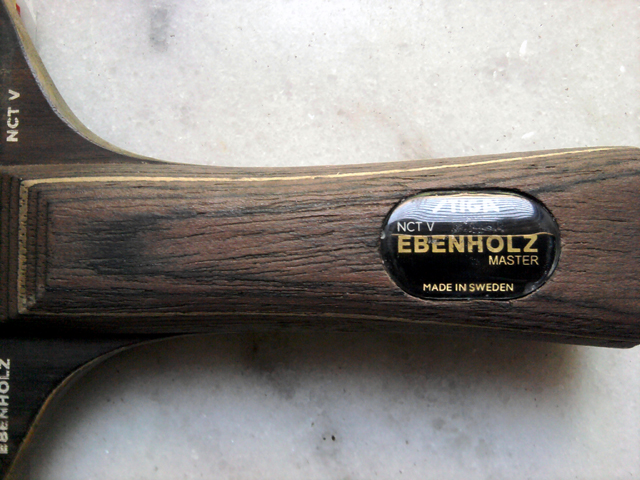 NCT V
STIGA
NCT V
EBENHOLZ
MASTER
MADE IN SWEDEN
EBENHOLZ